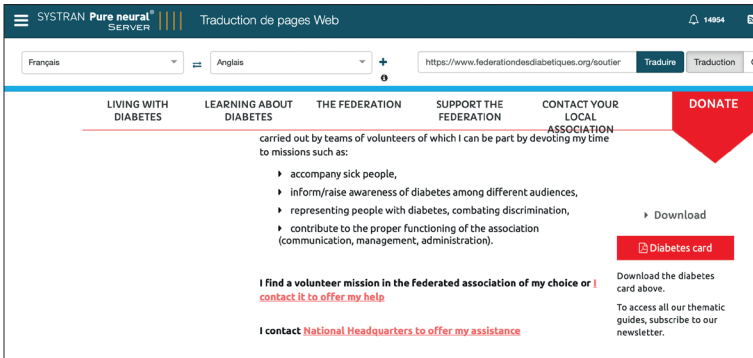 SYSTRAN Pure neural® SERVER
Traduction de pages Web
14954
Français
Anglais
https://www.federationdesdiabetiques.org/soutier
Traduire
Traduction
LIVING WITH DIABETES
LEARNING ABOUT DIABETES
THE FEDERATION
SUPPORT THE FEDERATION
CONTACT YOUR LOCAL ASSOCIATION
DONATE
carried out by teams of volunteers of which I can be part by devoting my time
to missions such as:
accompany sick people,
inform/raise awareness of diabetes among different audiences,
representing people with diabetes, combating discrimination,
contribute to the proper functioning of the association
(communication, management, administration).
I find a volunteer mission in the federated association of my choice or I
contact it to offer my help
I contact National Headquarters to offer my assistance
Download
Diabetes card
Download the diabetes
card above.
To access all our thematic
guides, subscribe to our
newsletter.